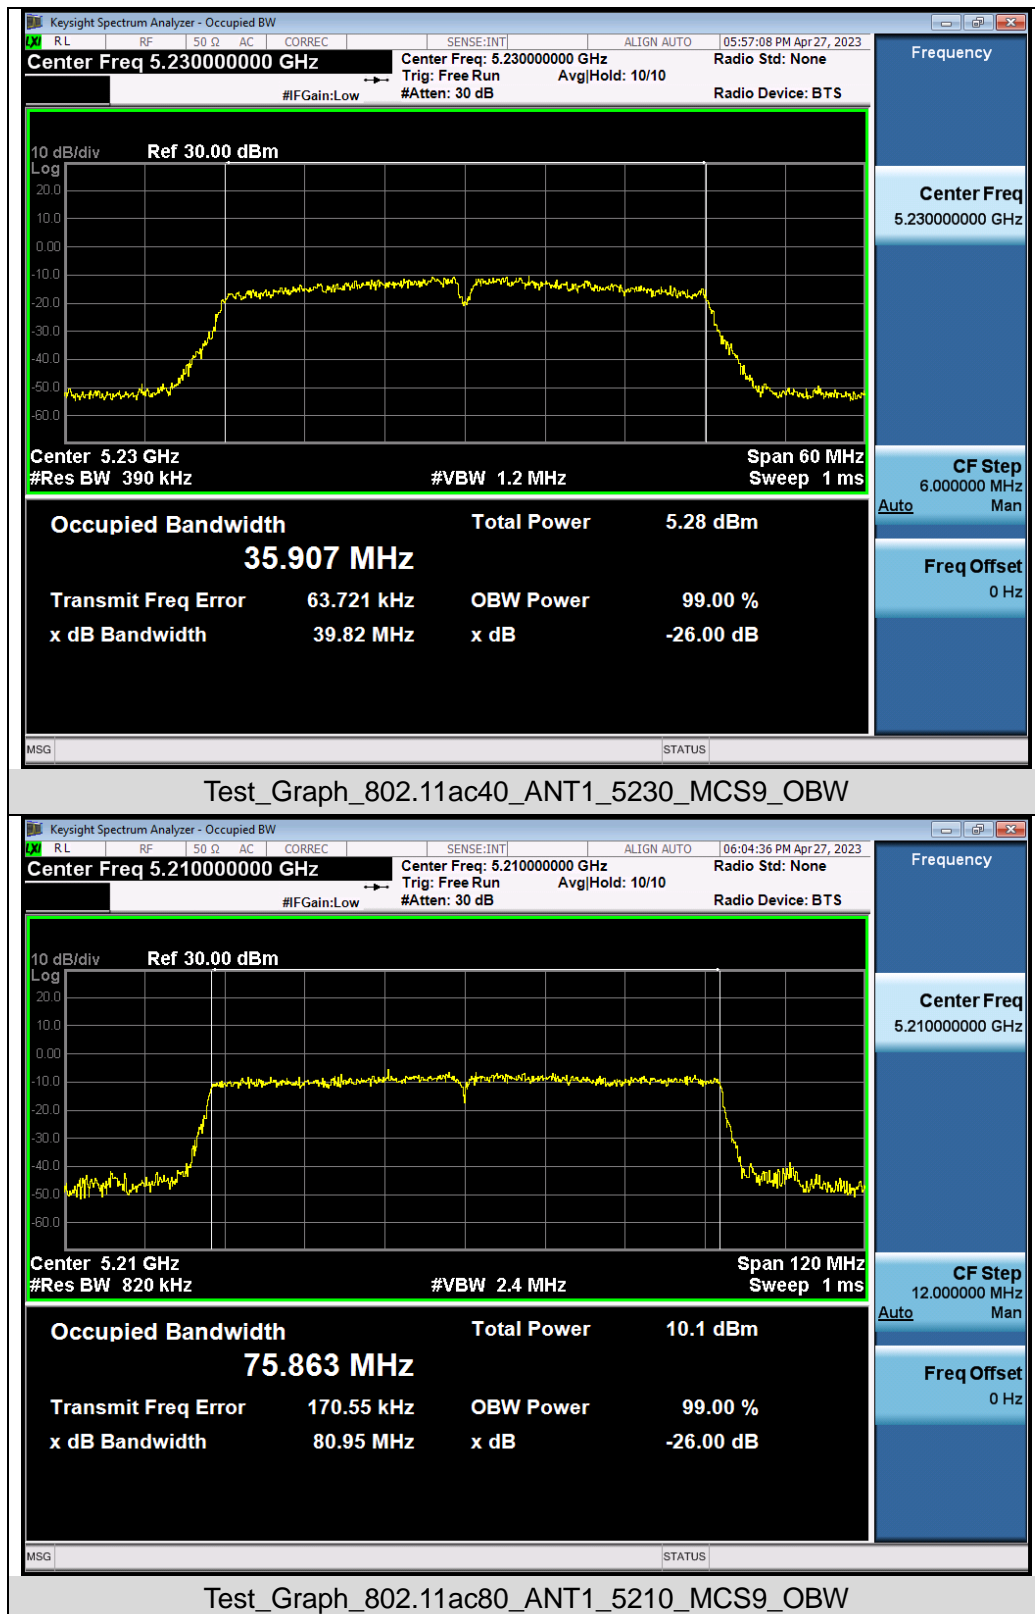 Keysight Spectrum Analyzer - Occupied BW
LXI RL RF 50 Ω AC CORREC SENSE:INT ALIGN AUTO 05:57:08 PM Apr 27, 2023
Center Freq 5.230000000 GHz Center Freq: 5.230000000 GHz Radio Std: None
Trig: Free Run Avg|Hold: 10/10
#IFGain:Low #Atten: 30 dB Radio Device: BTS
Frequency
10 dB/div Ref 30.00 dBm
Log
20.0
10.0
0.00
-10.0
-20.0
-30.0
-40.0
-50.0
-60.0
Center 5.23 GHz Span 60 MHz
#Res BW 390 kHz #VBW 1.2 MHz Sweep 1 ms
Center Freq
5.230000000 GHz
CF Step
6.000000 MHz
Auto Man
Freq Offset
0 Hz
Occupied Bandwidth Total Power 5.28 dBm
35.907 MHz
Transmit Freq Error 63.721 kHz OBW Power 99.00 %
x dB Bandwidth 39.82 MHz x dB -26.00 dB
MSG STATUS
Test_Graph_802.11ac40_ANT1_5230_MCS9_OBW
Keysight Spectrum Analyzer - Occupied BW
LXI RL RF 50 Ω AC CORREC SENSE:INT ALIGN AUTO 06:04:36 PM Apr 27, 2023
Center Freq 5.210000000 GHz Center Freq: 5.210000000 GHz Radio Std: None
Trig: Free Run Avg|Hold: 10/10
#IFGain:Low #Atten: 30 dB Radio Device: BTS
Frequency
10 dB/div Ref 30.00 dBm
Log
20.0
10.0
0.00
-10.0
-20.0
-30.0
-40.0
-50.0
-60.0
Center 5.21 GHz Span 120 MHz
#Res BW 820 kHz #VBW 2.4 MHz Sweep 1 ms
Center Freq
5.210000000 GHz
CF Step
12.000000 MHz
Auto Man
Freq Offset
0 Hz
Occupied Bandwidth Total Power 10.1 dBm
75.863 MHz
Transmit Freq Error 170.55 kHz OBW Power 99.00 %
x dB Bandwidth 80.95 MHz x dB -26.00 dB
MSG STATUS
Test_Graph_802.11ac80_ANT1_5210_MCS9_OBW